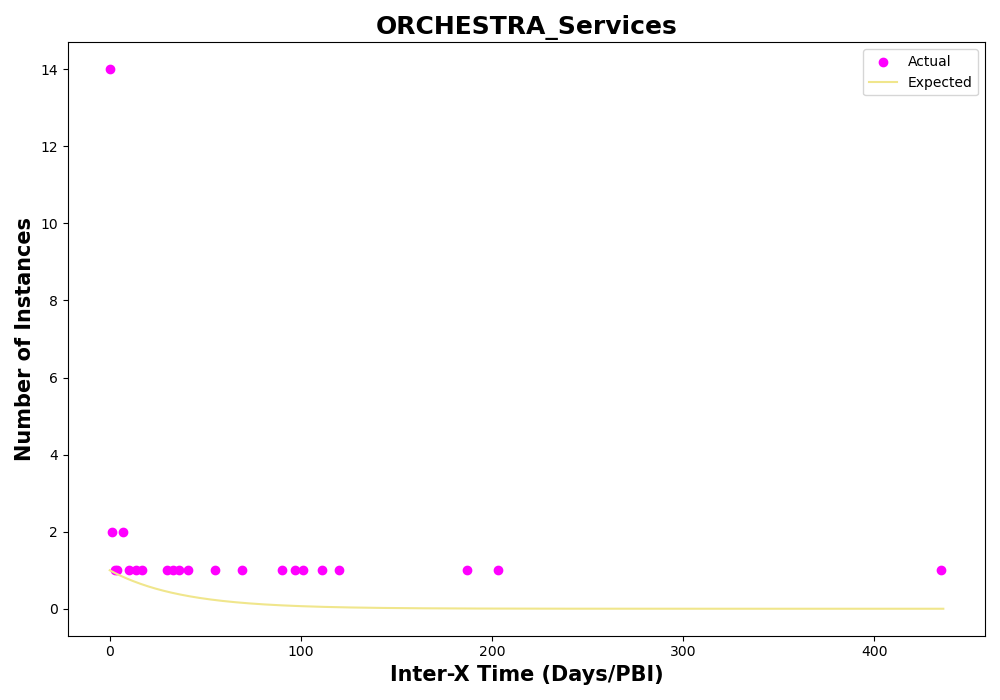 ORCHESTRA_Services
Actual
Expected
14
12
10
8
6
4
2
0
Number of Instances
0 100 200 300 400
Inter-X Time (Days/PBI)